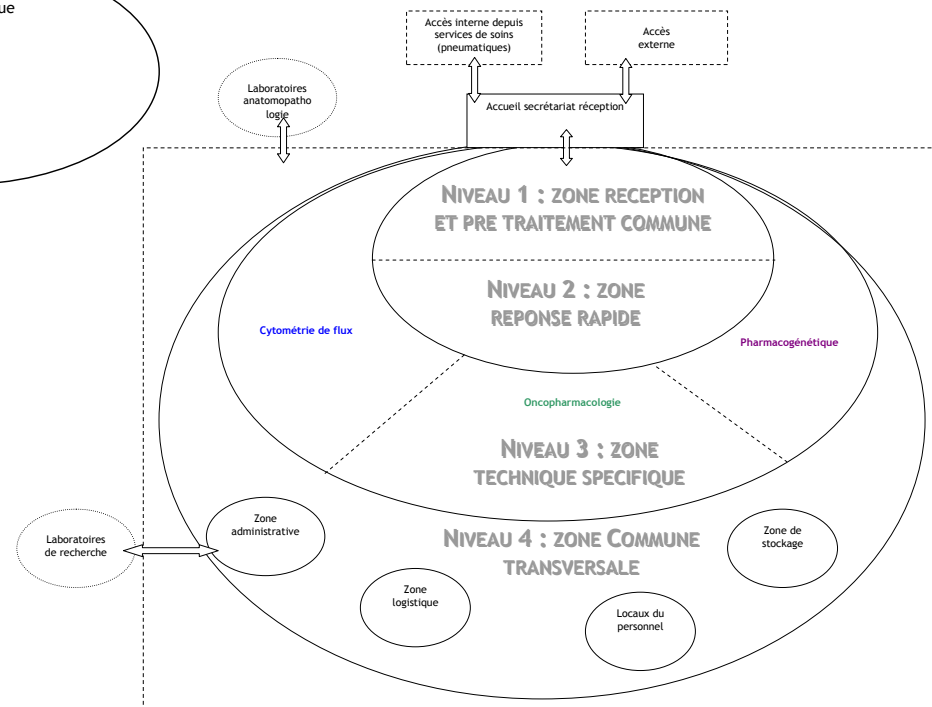 ue
Accès interne depuis
services de soins
(pneumatiques)
Accès
externe
Laboratoires
anatomopatho
logie
Accueil secrétariat réception
NIVEAU 1 : ZONE RECEPTION
ET PRE TRAITEMENT COMMUNE
NIVEAU 2 : ZONE
REPONSE RAPIDE
Cytométrie de flux
Pharmacogénétique
Oncopharmacologie
NIVEAU 3 : ZONE
TECHNIQUE SPECIFIQUE
NIVEAU 4 : ZONE COMMUNE
TRANSVERSALE
Zone
administrative
Zone de
stockage
Laboratoires
de recherche
Zone
logistique
Locaux du
personnel